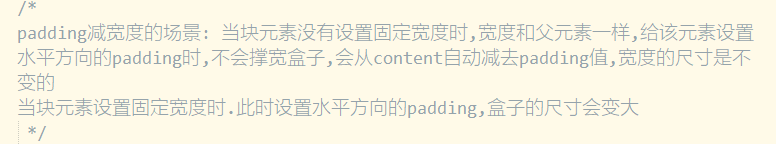 /*
padding减宽度的场景: 当块元素没有设置固定宽度时,宽度和父元素一样,给该元素设置
水平方向的padding时,不会撑宽盒子,会从content自动减去padding值,宽度的尺寸是不
变的
当块元素设置固定宽度时.此时设置水平方向的padding,盒子的尺寸会变大
*/